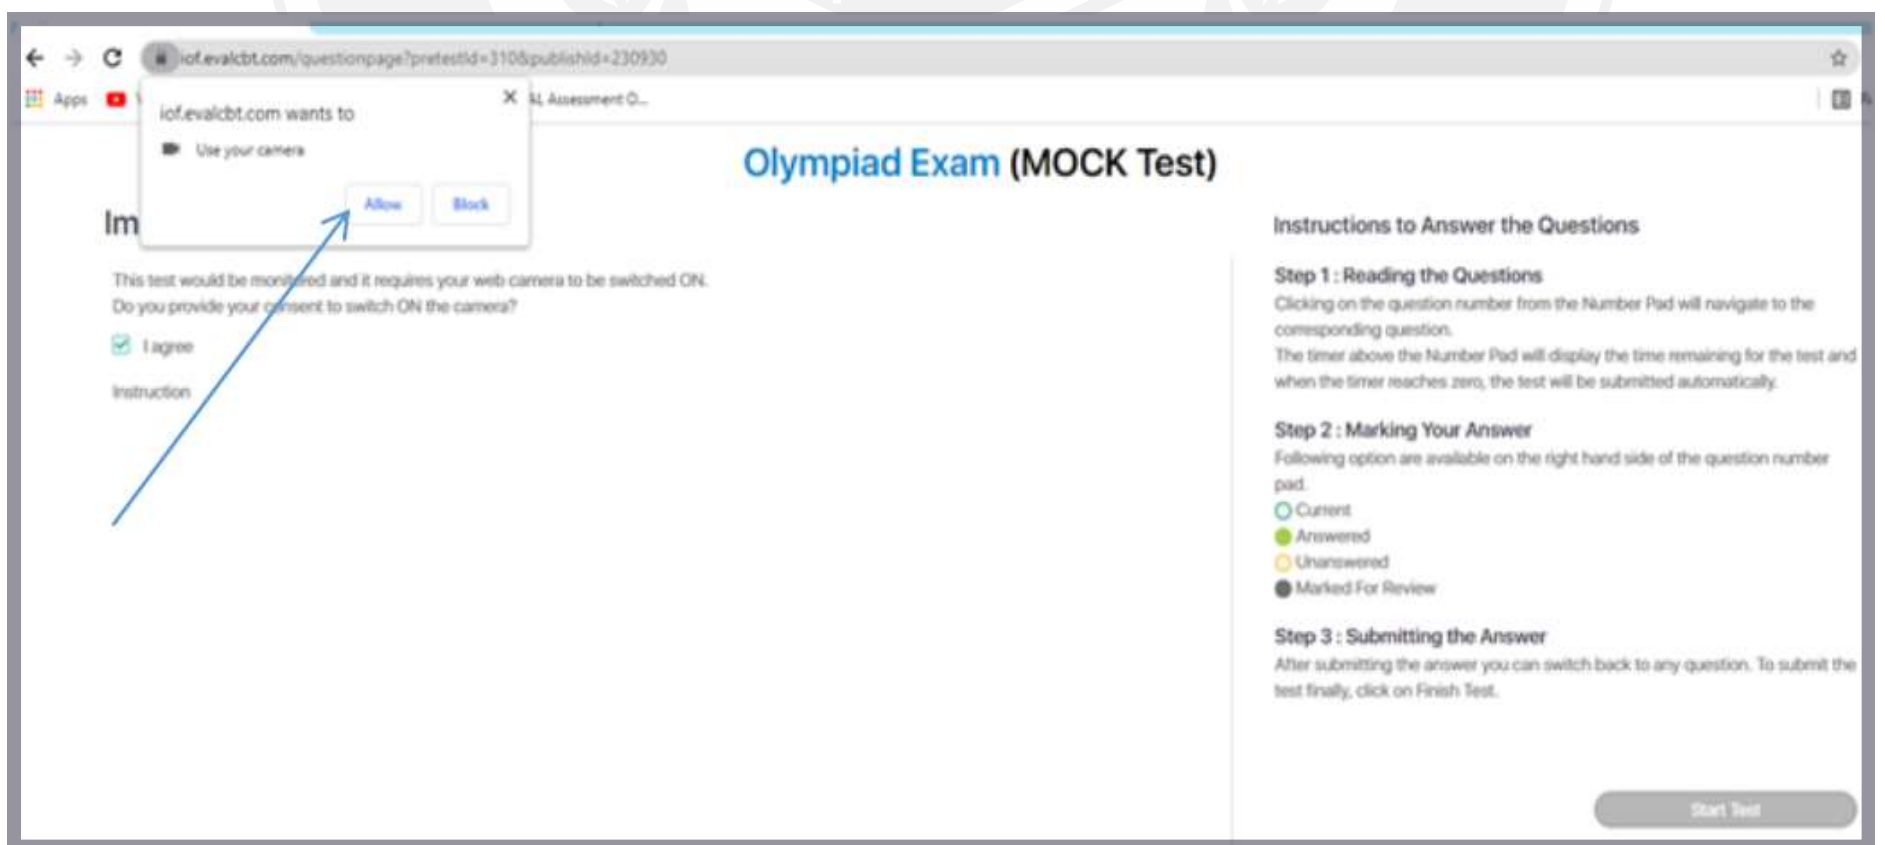 iof.evalcbt.com/questionpage?pretestId=310&publishId=230930
Apps
AL Assessment O...
iof.evalcbt.com wants to
Use your camera
Allow Block
Olympiad Exam (MOCK Test)
Im
This test would be monitored and it requires your web camera to be switched ON.
Do you provide your consent to switch ON the camera?
I agree
Instruction
Instructions to Answer the Questions
Step 1 : Reading the Questions
Clicking on the question number from the Number Pad will navigate to the
corresponding question.
The timer above the Number Pad will display the time remaining for the test and
when the timer reaches zero, the test will be submitted automatically.
Step 2 : Marking Your Answer
Following option are available on the right hand side of the question number
pad.
Current
Answered
Unanswered
Marked For Review
Step 3 : Submitting the Answer
After submitting the answer you can switch back to any question. To submit the
test finally, click on Finish Test.
Start Test